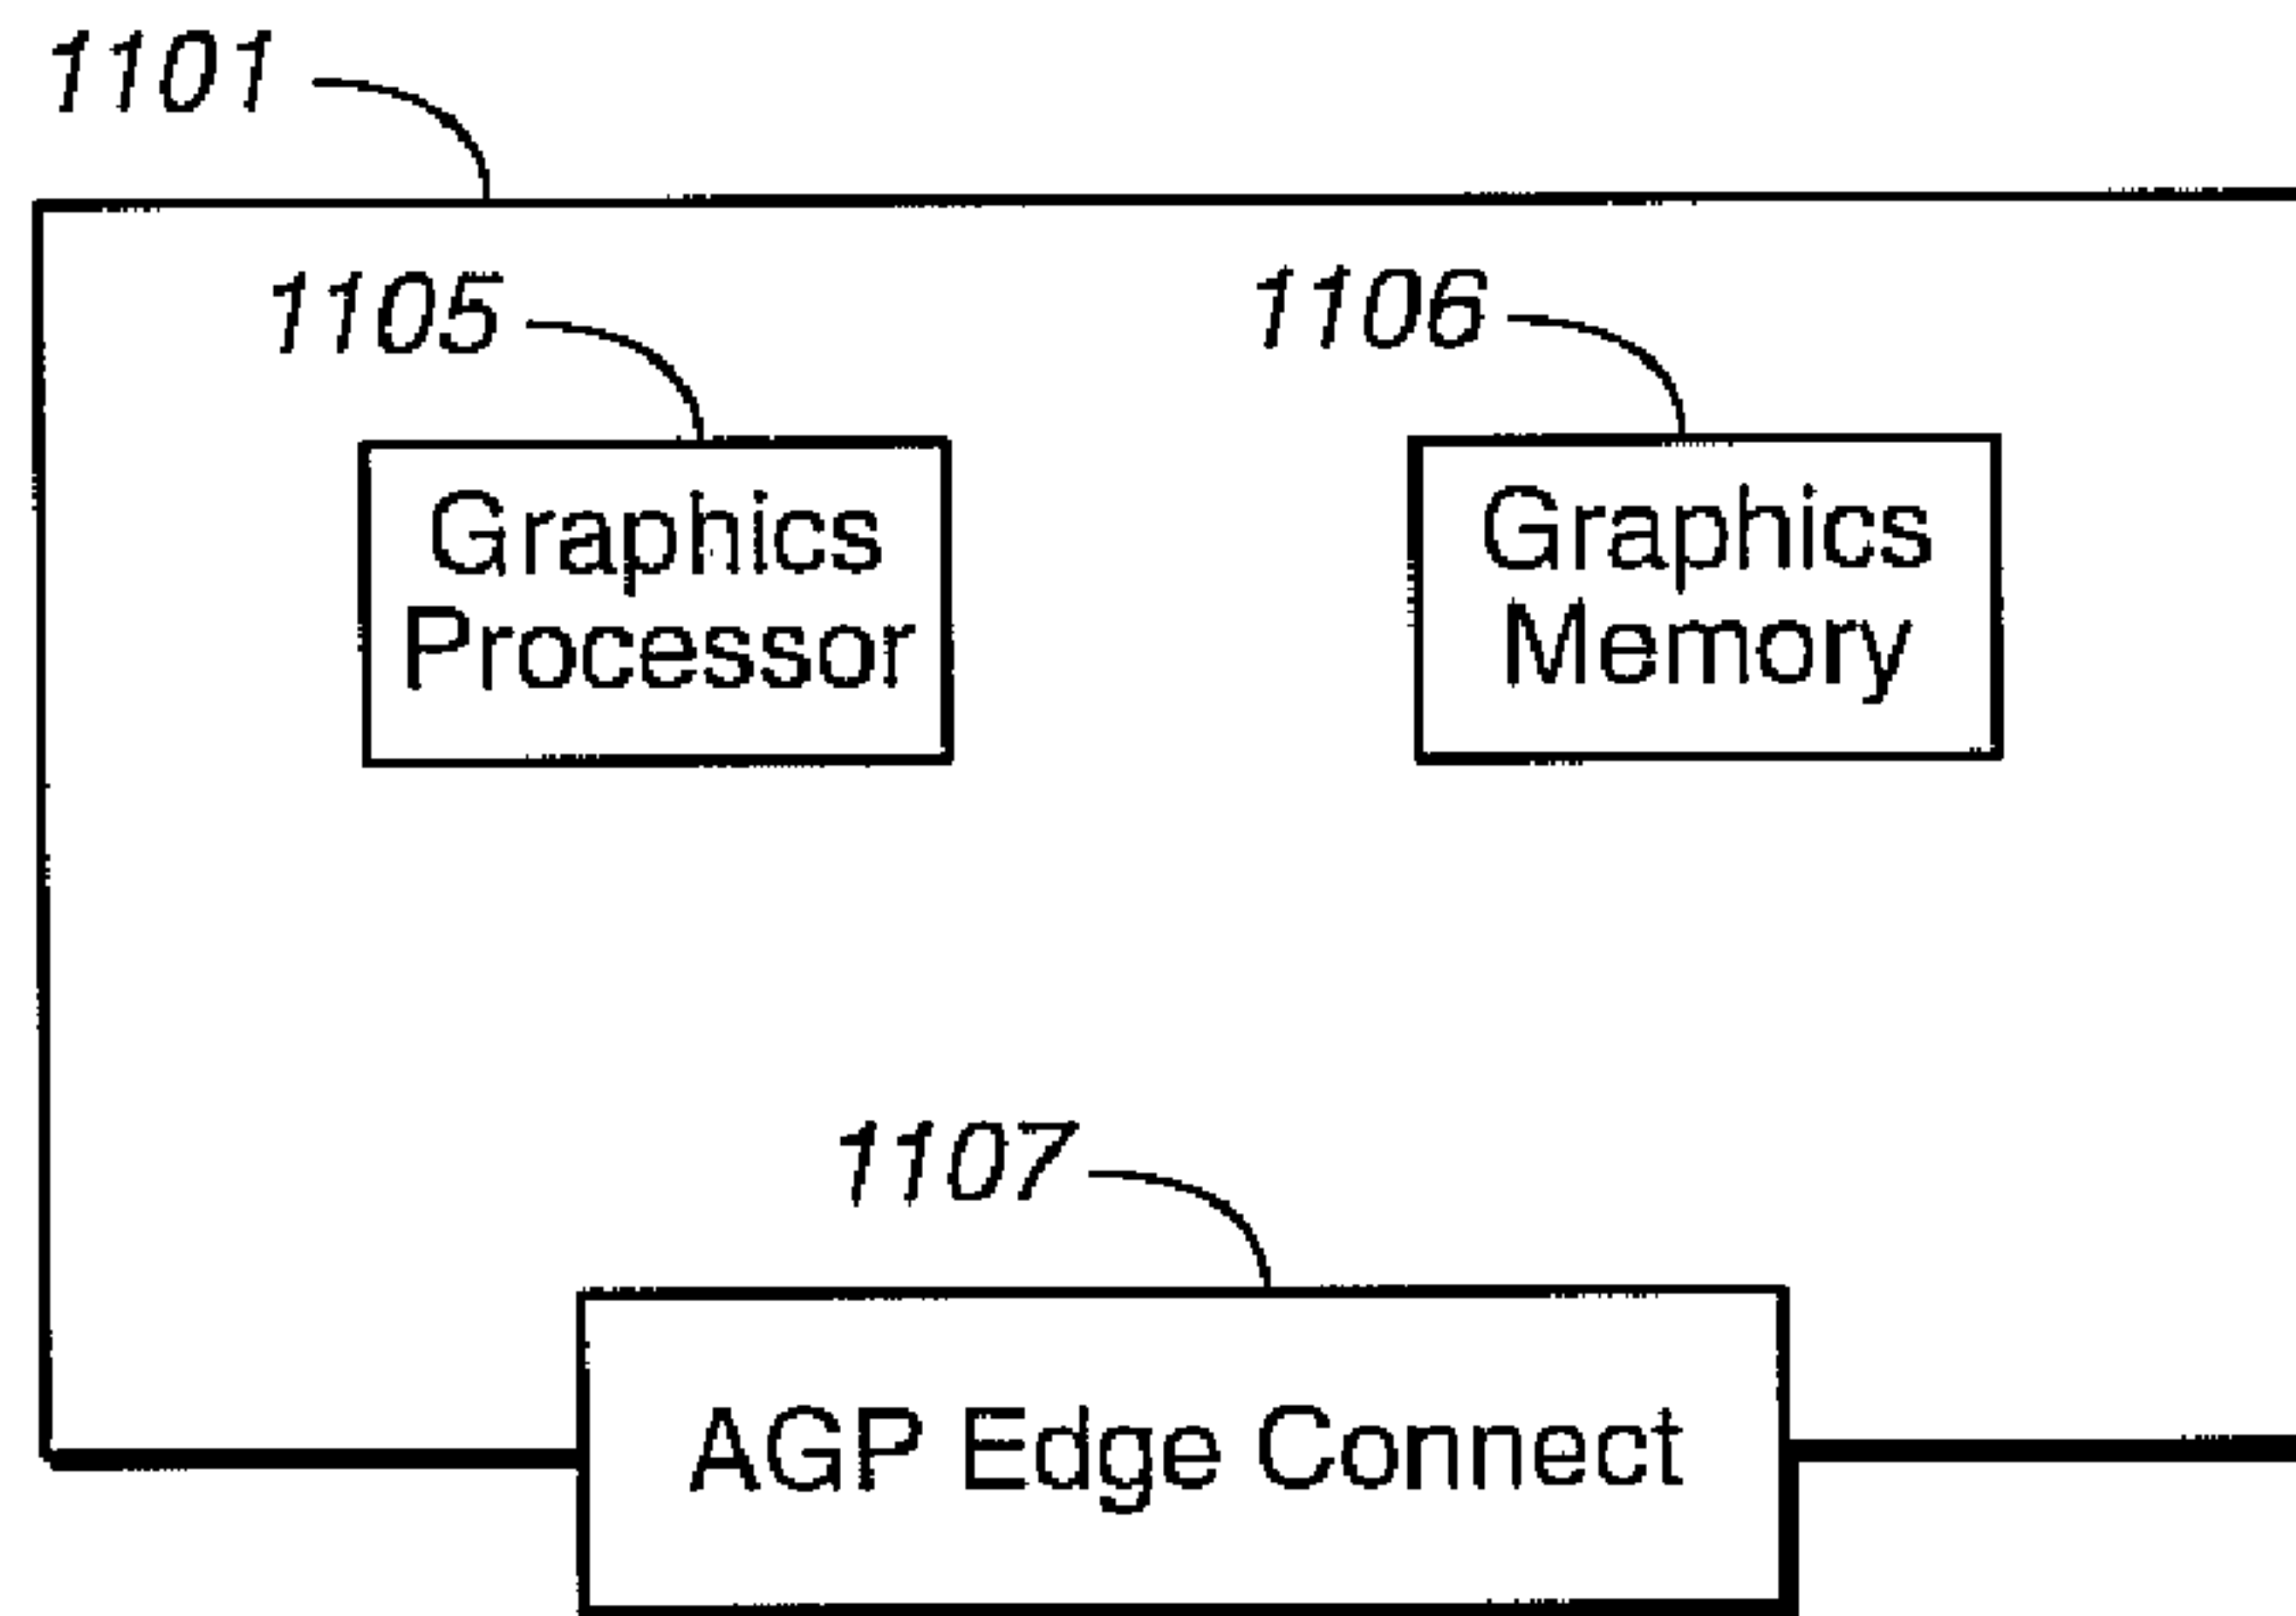 1101
1105
1106
Graphics
Processor
Graphics
Memory
1107
AGP Edge Connect